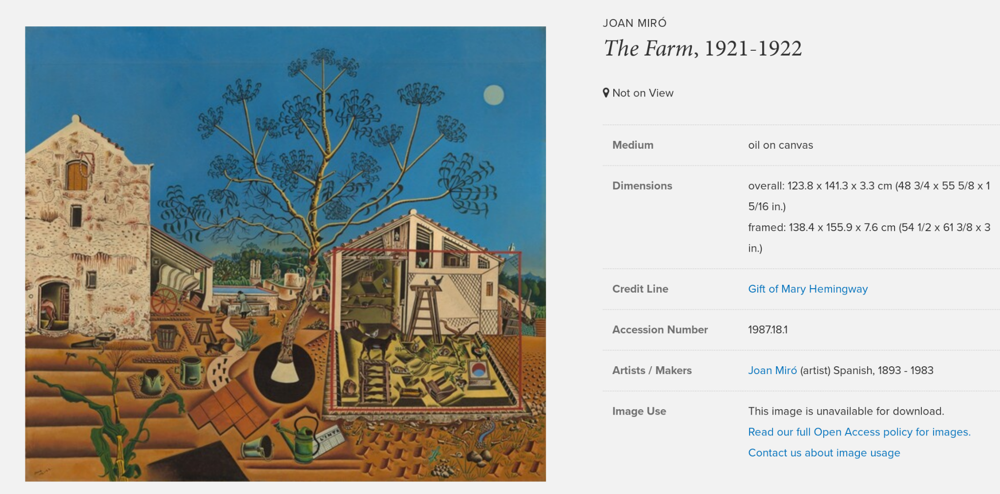 JOAN MIRÓ
The Farm, 1921-1922
Not on View
Medium
oil on canvas
Dimensions
overall: 123.8 x 141.3 x 3.3 cm (48 3/4 x 55 5/8 x 1
5/16 in.)
framed: 138.4 x 155.9 x 7.6 cm (54 1/2 x 61 3/8 x 3
in.)
Credit Line
Gift of Mary Hemingway
Accession Number
1987.18.1
Artists / Makers
Joan Miró (artist) Spanish, 1893 - 1983
Image Use
This image is unavailable for download.
Read our full Open Access policy for images.
Contact us about image usage
L'INTR